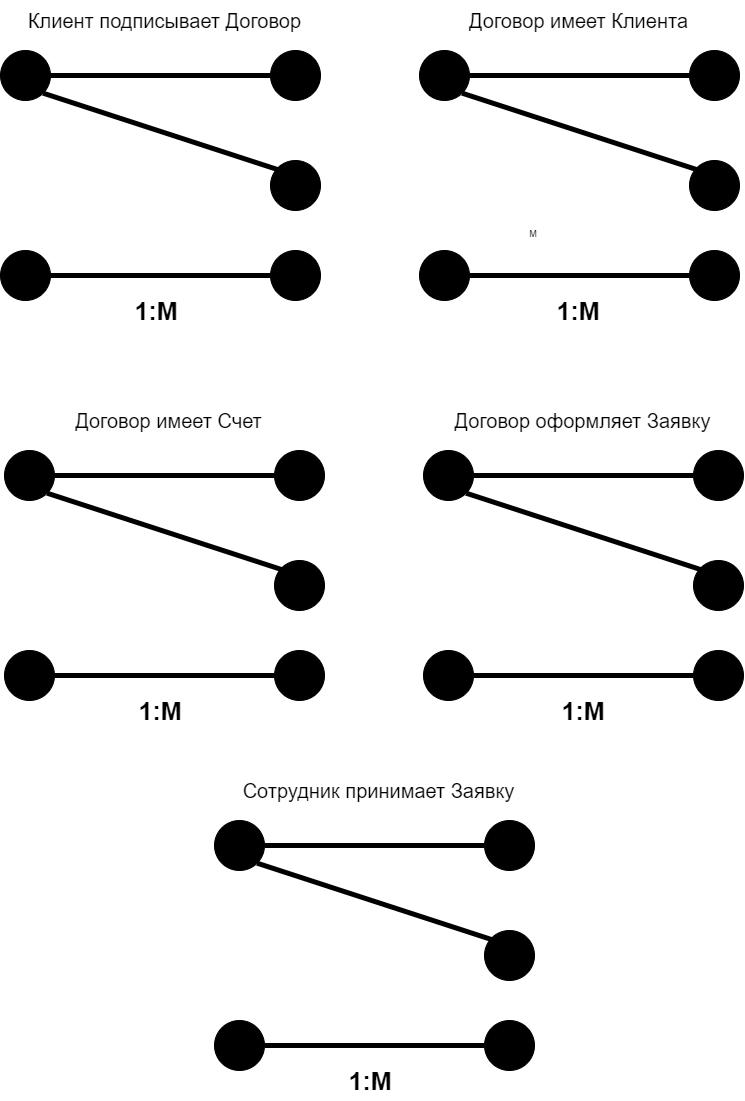 Клиент подписывает Договор
Договор имеет Клиента
м
1:М
1:М
Договор имеет Счет
Договор оформляет Заявку
1:М
1:М
Сотрудник принимает Заявку
1:М